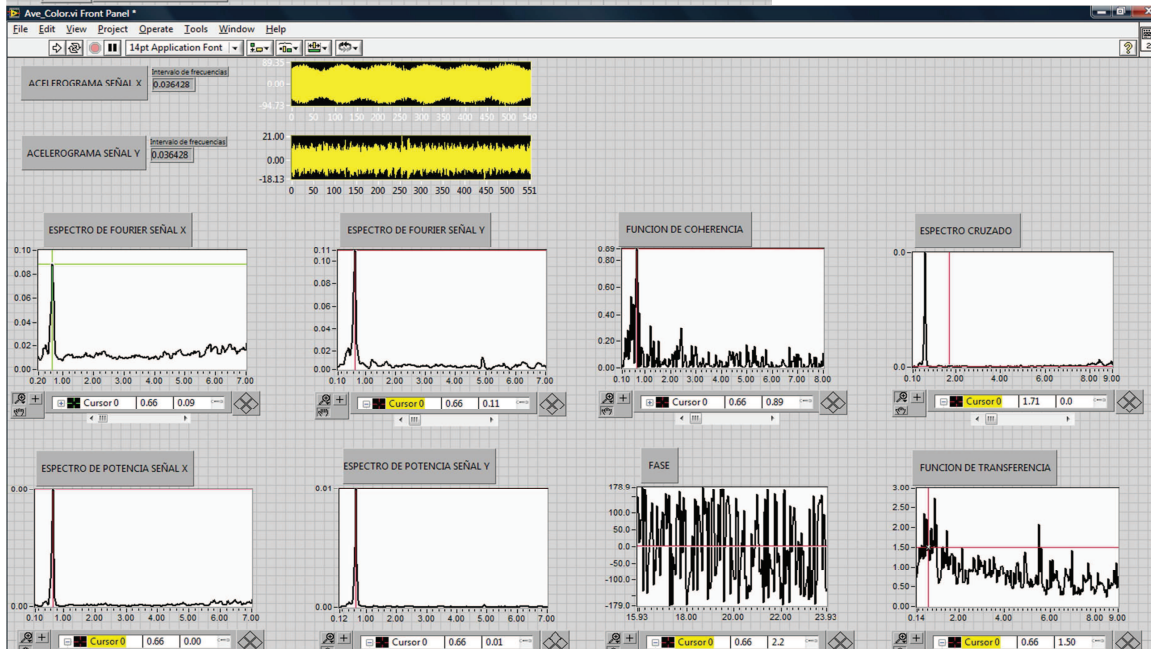 Ave_Color.vi Front Panel *
File Edit View Project Operate Tools Window Help
14pt Application Font
ACELEROGRAMA SEÑAL X
Intervalo de frecuencias
0.036428
0.00
-94.73
0 50 100 150 200 250 300 350 400 450 500 549
ACELEROGRAMA SEÑAL Y
Intervalo de frecuencias
0.036428
21.00
0.00
-18.13
0 50 100 150 200 250 300 350 400 450 500 551
ESPECTRO DE FOURIER SEÑAL X
0.10
0.08
0.06
0.04
0.02
0.00
0.20 1.00 2.00 3.00 4.00 5.00 6.00 7.00
Cursor 0 0.66 0.09
ESPECTRO DE FOURIER SEÑAL Y
0.11
0.10
0.08
0.06
0.04
0.02
0.00
0.10 1.00 2.00 3.00 4.00 5.00 6.00 7.00
Cursor 0 0.66 0.11
FUNCION DE COHERENCIA
0.89
0.80
0.60
0.40
0.20
0.00
0.10 1.00 2.00 3.00 4.00 5.00 6.00 7.00 8.00
Cursor 0 0.66 0.89
ESPECTRO CRUZADO
0.0
0.0
0.10 2.00 4.00 6.00 8.00 9.00
Cursor 0 1.71 0.0
ESPECTRO DE POTENCIA SEÑAL X
0.00
0.00
0.10 1.00 2.00 3.00 4.00 5.00 6.00 7.00
Cursor 0 0.66 0.00
ESPECTRO DE POTENCIA SEÑAL Y
0.01
0.00
0.12 1.00 2.00 3.00 4.00 5.00 6.00 7.00
Cursor 0 0.66 0.01
FASE
178.9
100.0
50.0
0.0
-50.0
-100.0
-179.0
15.93 18.00 20.00 22.00 23.93
Cursor 0 0.66 2.2
FUNCION DE TRANSFERENCIA
3.00
2.50
2.00
1.50
1.00
0.50
0.00
0.14 2.00 4.00 6.00 8.00 9.00
Cursor 0 0.66 1.50